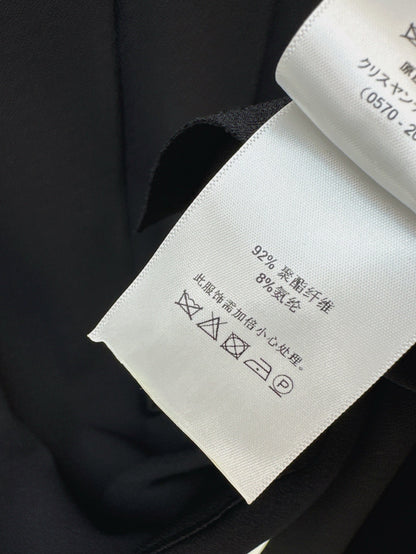 92% 聚酯纤维
8%氨纶
此服饰需加倍小心处理。
P
クリスヤン
(0570-20